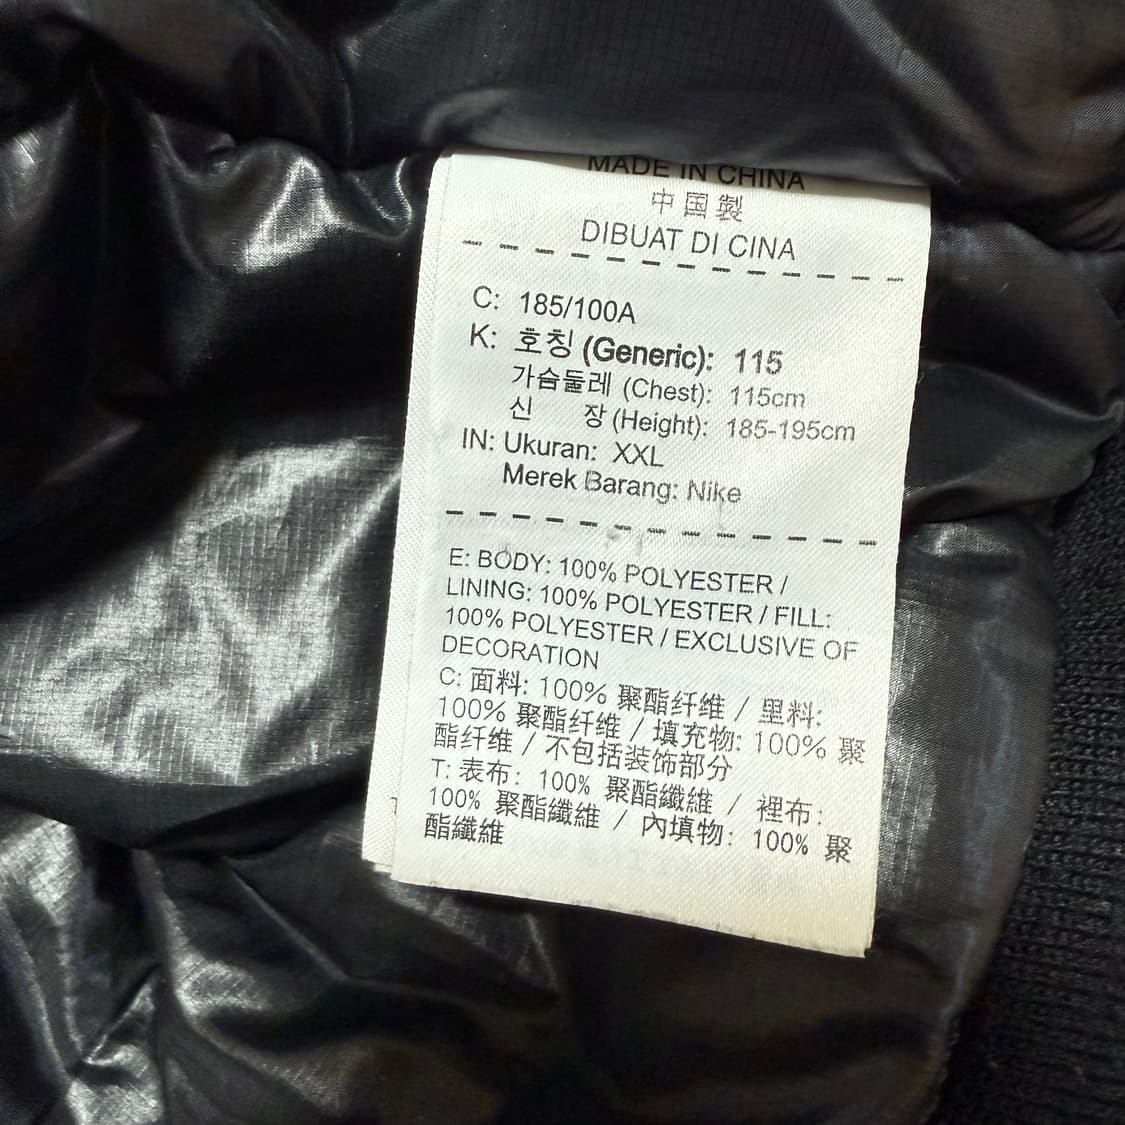 MADE IN CHINA
中国製
DIBUAT DI CINA
C: 185/100A
K: 호칭 (Generic): 115
가슴둘레 (Chest): 115cm
신 장 (Height): 185-195cm
IN: Ukuran: XXL
Merek Barang: Nike
E: BODY: 100% POLYESTER /
LINING: 100% POLYESTER / FILL:
100% POLYESTER / EXCLUSIVE OF
DECORATION
C: 面料: 100% 聚酯纤维 / 里料:
100% 聚酯纤维 / 填充物: 100% 聚
酯纤维 / 不包括装饰部分
T: 表布: 100% 聚酯纖維 / 裡布:
100% 聚酯纖維 / 內填物: 100% 聚
酯纖維